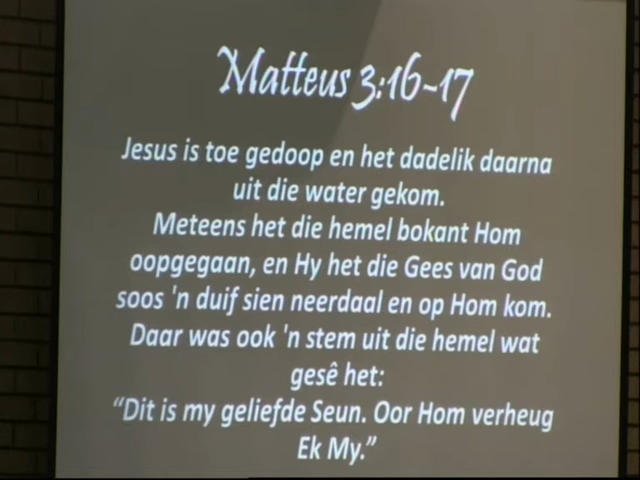 Matteus 3:16-17
Jesus is toe gedoop en het dadelik daarna
uit die water gekom.
Meteens het die hemel bokant Hom
oopgegaan, en Hy het die Gees van God
soos 'n duif sien neerdaal en op Hom kom.
Daar was ook 'n stem uit die hemel wat
gesê het:
“Dit is my geliefde Seun. Oor Hom verheug
Ek My.”